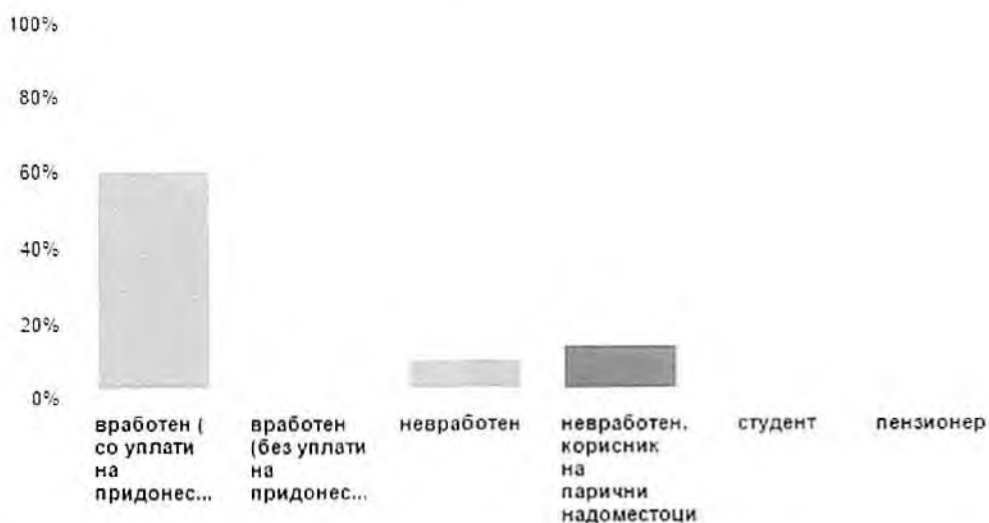 100%
80%
60%
40%
20%
0%
вработен (
со уплати
на
придонес...
вработен
(без уплати
на
придонес...
невработен
невработен.
корисник
на
парични
надоместоци
студент
пензионер